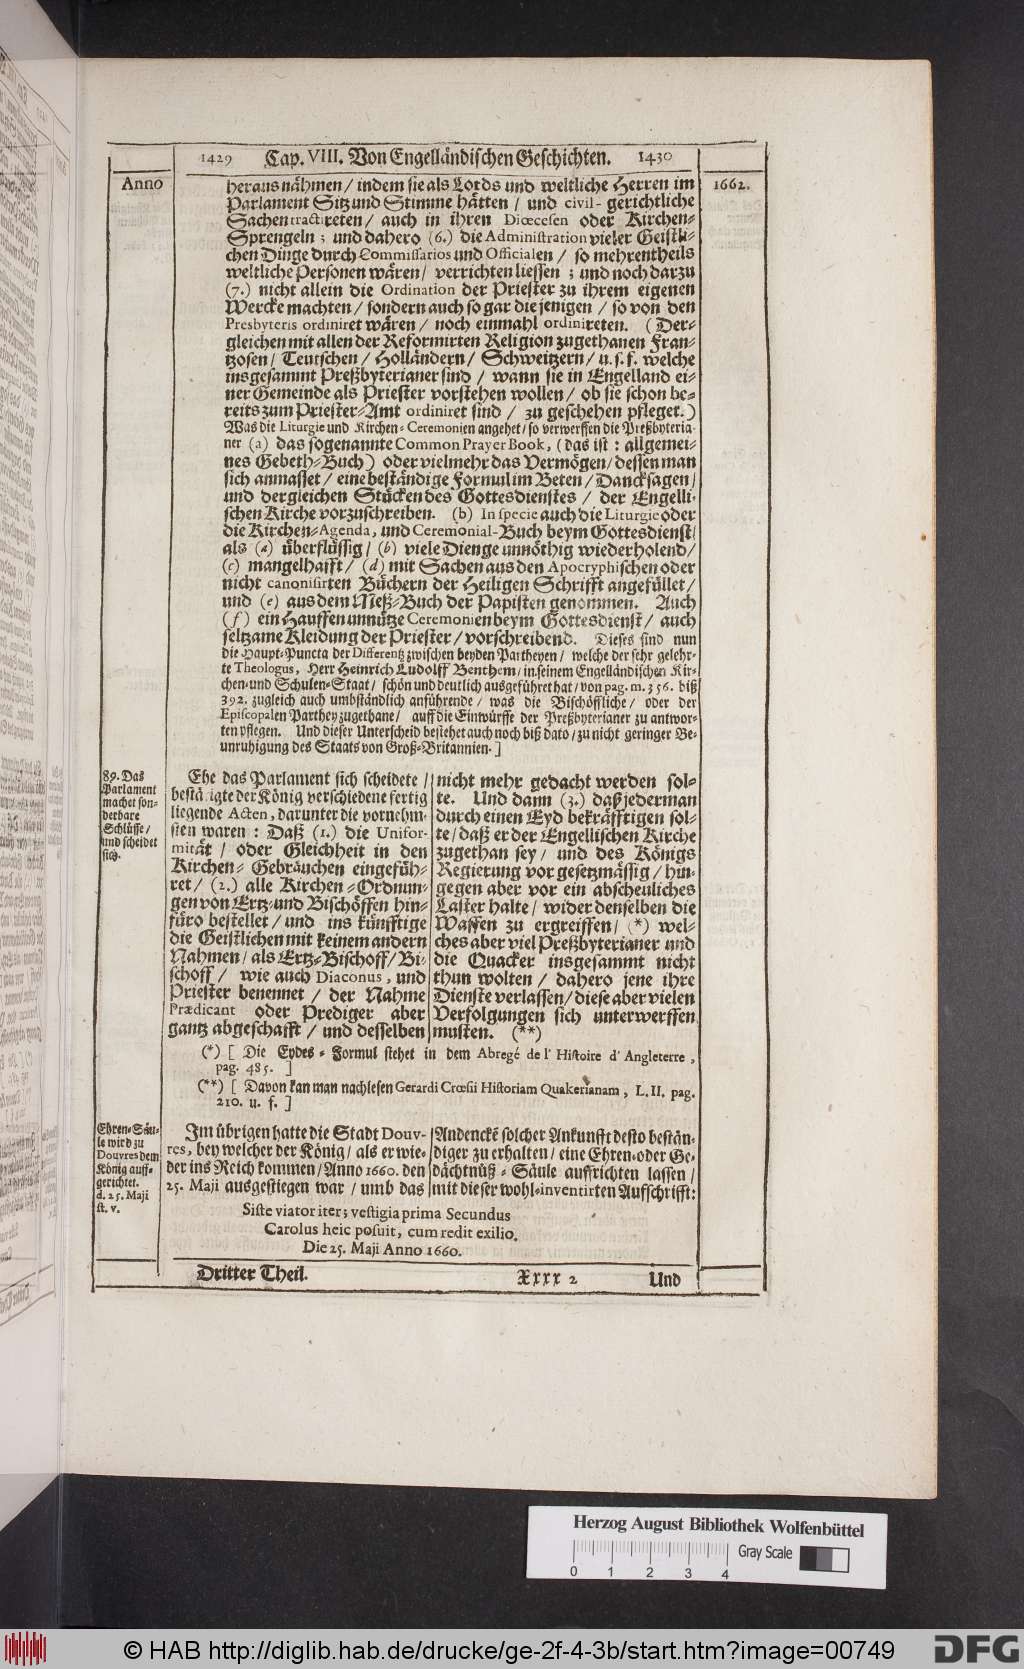 1429 Cap. VIII. Von Engelländischen Geschichten. 1430
Anno
1662.
heraus nähmen / indem sie als Lords und weltliche Herren im
Parlament Sitz und Stimme hätten / und civil-gerichtliche
Sachen tractireten / auch in ihren Diœcesen oder Kirchen-
Sprengeln ; und dahero (6.) die Administration vieler Geistli-
chen Dinge durch Commissarios und Officialen / so mehrentheils
weltliche Personen wären / verrichten liessen ; und noch darzu
(7.) nicht allein die Ordination der Priester zu ihrem eigenen
Wercke machten / sondern auch so gar die jenigen / so von den
Presbyteris ordiniret wären / noch einmahl ordinireten. (Der-
gleichen mit allen der Reformirten Religion zugethanen Fran-
tzosen / Teutschen / Holländern / Schweitzern / u. s. f. welche
insgesammt Preßbyterianer sind / wann sie in Engelland ei-
ner Gemeinde als Priester vorstehen wollen / ob sie schon be-
reits zum Priester-Amt ordiniret sind / zu geschehen pfleget.)
Was die Liturgie und Kirchen-Ceremonien angehet / so verwerffen die Preßbyteria-
ner (a) das sogenannte Common Prayer Book, (das ist : allgemei-
nes Gebeth-Buch) oder vielmehr das Vermögen / dessen man
sich anmasset / eine beständige Formul im Beten / Dancksagen /
und dergleichen Stücken des Gottesdienstes / der Engelli-
schen Kirche vorzuschreiben. (b) In specie auch die Liturgie oder
die Kirchen-Agenda, und Ceremonial-Buch beym Gottesdienst /
als (a) überflüssig / (b) viele Dienge unnöthig wiederholend /
(c) mangelhafft / (d) mit Sachen aus den Apocryphischen oder
nicht canonisirten Büchern der Heiligen Schrifft angefüllet /
und (e) aus dem Meß-Buch der Papisten genommen. Auch
(f) ein Hauffen unnütze Ceremonien beym Gottesdienst / auch
seltzame Kleidung der Priester / vorschreibend. Dieses sind nun
die Haupt-Puncta der Differentz zwischen beyden Partheyen / welche der sehr gelehr-
te Theologus, Herr Heinrich Ludolff Benthem / in seinem Engelländischen Kir-
chen-und Schulen-Staat / schön und deutlich ausgeführet hat / von pag. m. 356. biß
392. zugleich auch umbständlich anführende / was die Bischöffliche / oder der
Episcopalen Parthey zugethane / auff die Einwürffe der Preßbyterianer zu antwor-
ten pflegen. Und dieser Unterscheid bestehet auch noch biß dato / zu nicht geringer Be-
unruhigung des Staats von Groß-Britannien. ]
89. Das
Parlament
machet son-
derbare
Schlüsse /
und scheidet
sich.
Ehe das Parlament sich scheidete /
bestätigte der König verschiedene fertig
liegende Acten, darunter die vornehm-
sten waren : Daß (1.) die Unifor-
mität / oder Gleichheit in den
Kirchen-Gebräuchen eingefüh-
ret / (2.) alle Kirchen-Ordnun-
gen von Ertz-und Bischöffen hin-
füro bestellet / und ins künfftige
die Geistlichen mit keinem andern
Nahmen / als Ertz-Bischoff / Bi-
schoff / wie auch Diaconus, und
Priester benennet / der Nahme
Prædicant oder Prediger aber
gantz abgeschafft / und desselben
nicht mehr gedacht werden sol-
te. Und dann (3.) daß jederman
durch einen Eyd bekräfftigen sol-
te / daß er der Engellischen Kirche
zugethan sey / und des Königs
Regierung vor gesetzmässig / hin-
gegen aber vor ein abscheuliches
Laster halte / wider denselben die
Waffen zu ergreiffen / (*) wel-
ches aber viel Preßbyterianer und
die Quacker insgesammt nicht
thun wolten / dahero jene ihre
Dienste verlassen / diese aber vielen
Verfolgungen sich unterwerffen
musten. (**)
(*) [ Die Eydes-Formul stehet in dem Abregé de l' Histoire d' Angleterre,
pag. 485. ]
(**) [ Davon kan man nachlesen Gerardi Crœsii Historiam Quakerianam, L. II. pag.
210. u. f. ]
Ehren-Säu-
le wird zu
Douvres dem
König auff-
gerichtet.
d. 25. Maji
st. v.
Im übrigen hatte die Stadt Douv-
res, bey welcher der König / als er wie-
der ins Reich kommen / Anno 1660. den
25. Maji ausgestiegen war / umb das
Andenckẽ solcher Ankunfft desto bestän-
diger zu erhalten / eine Ehren-oder Ge-
dächtnüß-Säule auffrichten lassen /
mit dieser wohl-inventirten Auffschrifft:
Siste viator iter; vestigia prima Secundus
Carolus heic posuit, cum redit exilio.
Die 25. Maji Anno 1660.
Dritter Theil. Xxxx 2 Und
Herzog August Bibliothek Wolfenbüttel
Gray Scale
0 1 2 3 4
© HAB http://diglib.hab.de/drucke/ge-2f-4-3b/start.htm?image=00749
DFG